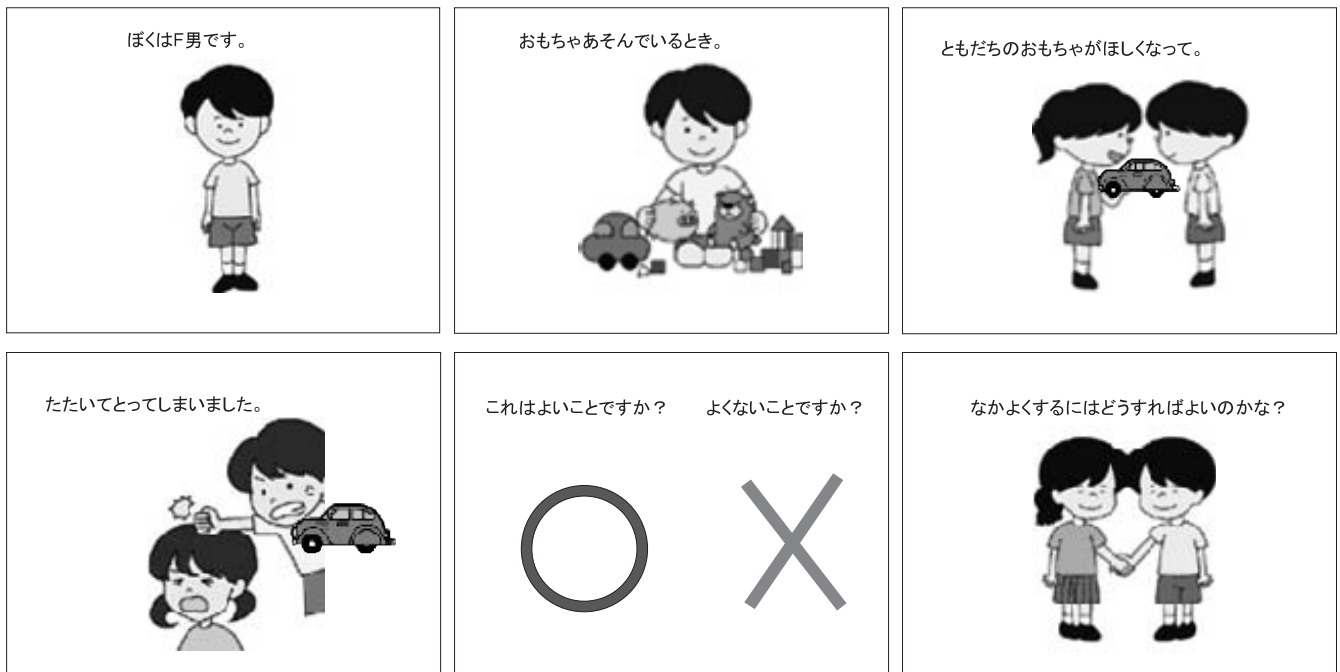 ぼくはF男です。
おもちゃあそんでいるとき。
ともだちのおもちゃがほしくなって。
たたいてとってしまいました。
これはよいことですか？　よくないことですか？
なかよくするにはどうすればよいのかな？